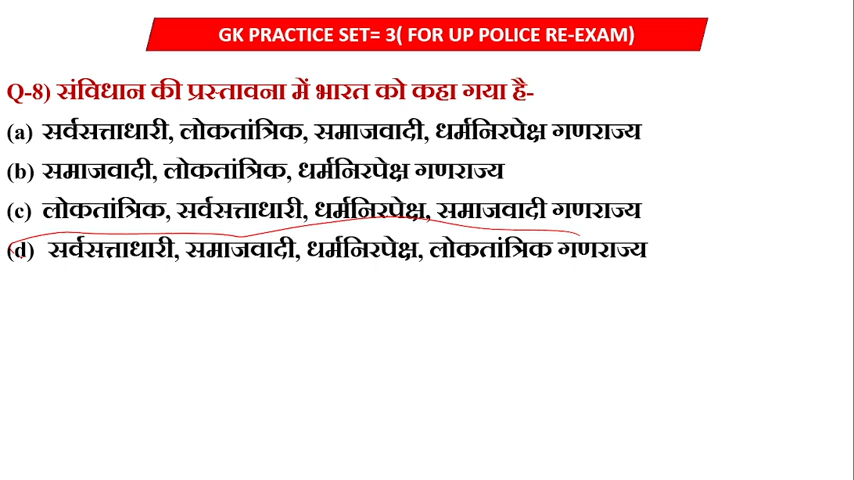 GK PRACTICE SET= 3( FOR UP POLICE RE-EXAM)
Q-8) संविधान की प्रस्तावना में भारत को कहा गया है-
(a) सर्वसत्ताधारी, लोकतांत्रिक, समाजवादी, धर्मनिरपेक्ष गणराज्य
(b) समाजवादी, लोकतांत्रिक, धर्मनिरपेक्ष गणराज्य
(c) लोकतांत्रिक, सर्वसत्ताधारी, धर्मनिरपेक्ष, समाजवादी गणराज्य
(d) सर्वसत्ताधारी, समाजवादी, धर्मनिरपेक्ष, लोकतांत्रिक गणराज्य